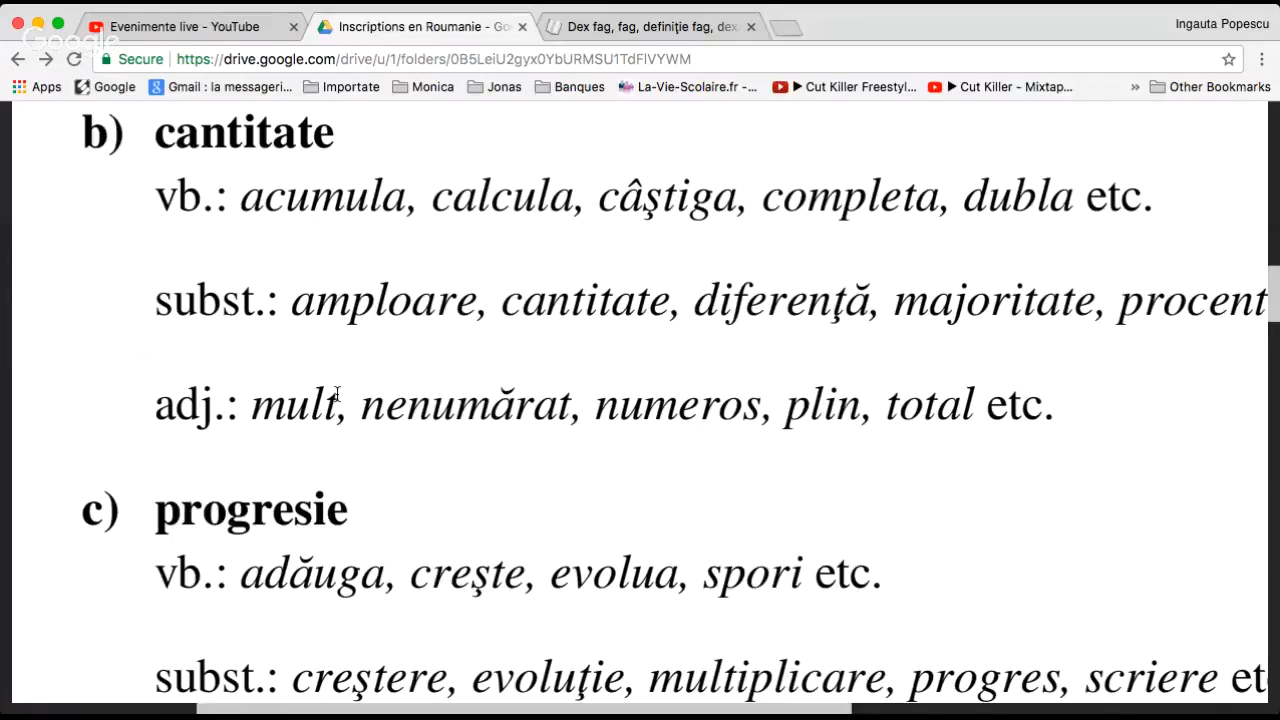 Evenimente live - YouTube
Inscriptions en Roumanie - Go
Dex fag, fag, definiţie fag, dex.
Ingauta Popescu
Google
Secure https://drive.google.com/drive/u/1/folders/0B5LeiU2gyx0YbURMSU1TdFlVYWM
Apps Google Gmail : la messageri... Importate Monica Jonas Banques La-Vie-Scolaire.fr -... ▶ Cut Killer Freestyl... ▶ Cut Killer - Mixtap... » Other Bookmarks
b) cantitate
vb.: acumula, calcula, câştiga, completa, dubla etc.
subst.: amploare, cantitate, diferenţă, majoritate, procent
adj.: mult, nenumărat, numeros, plin, total etc.
c) progresie
vb.: adăuga, creşte, evolua, spori etc.
subst.: creştere, evoluţie, multiplicare, progres, scriere et